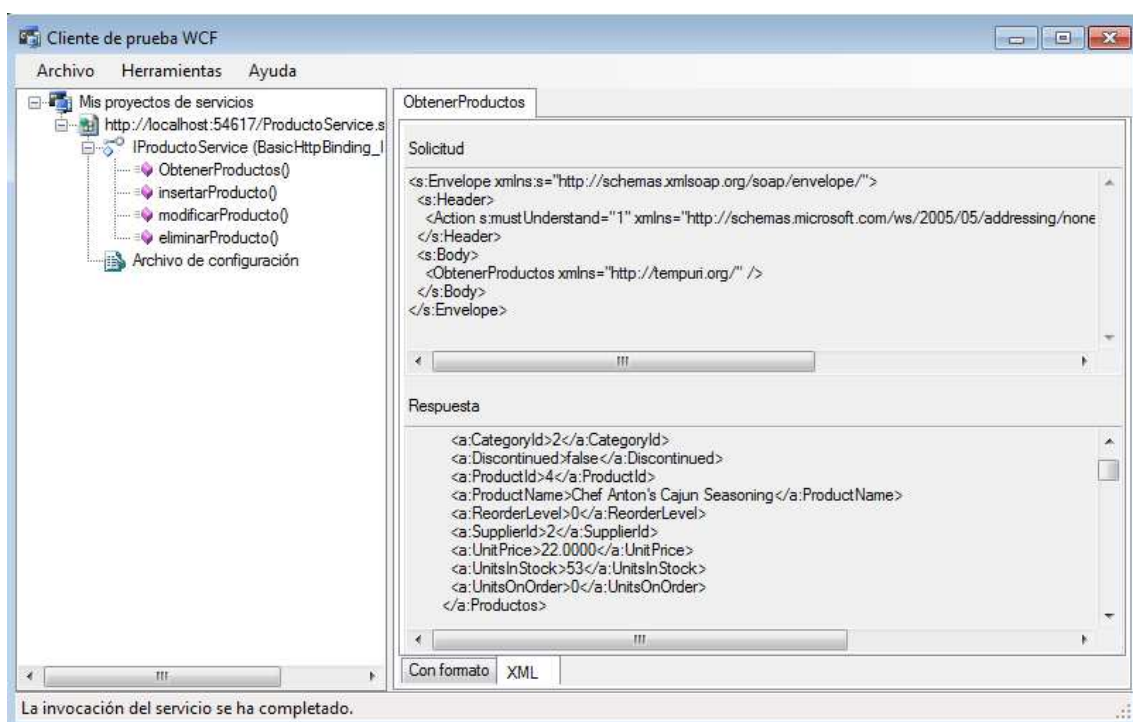 Cliente de prueba WCF
Archivo Herramientas Ayuda
Mis proyectos de servicios
http://localhost:54617/ProductoService.s
IProductoService (BasicHttpBinding_I
ObtenerProductos()
insertarProducto()
modificarProducto()
eliminarProducto()
Archivo de configuración
ObtenerProductos
Solicitud
<s:Envelope xmlns:s="http://schemas.xmlsoap.org/soap/envelope/">
<s:Header>
<Action s:mustUnderstand="1" xmlns="http://schemas.microsoft.com/ws/2005/05/addressing/none
</s:Header>
<s:Body>
<ObtenerProductos xmlns="http://tempuri.org/" />
</s:Body>
</s:Envelope>
Respuesta
<a:CategoryId>2</a:CategoryId>
<a:Discontinued>false</a:Discontinued>
<a:ProductId>4</a:ProductId>
<a:ProductName>Chef Anton's Cajun Seasoning</a:ProductName>
<a:ReorderLevel>0</a:ReorderLevel>
<a:SupplierId>2</a:SupplierId>
<a:UnitPrice>22.0000</a:UnitPrice>
<a:UnitsInStock>53</a:UnitsInStock>
<a:UnitsOnOrder>0</a:UnitsOnOrder>
</a:Productos>
Con formato XML
La invocación del servicio se ha completado.